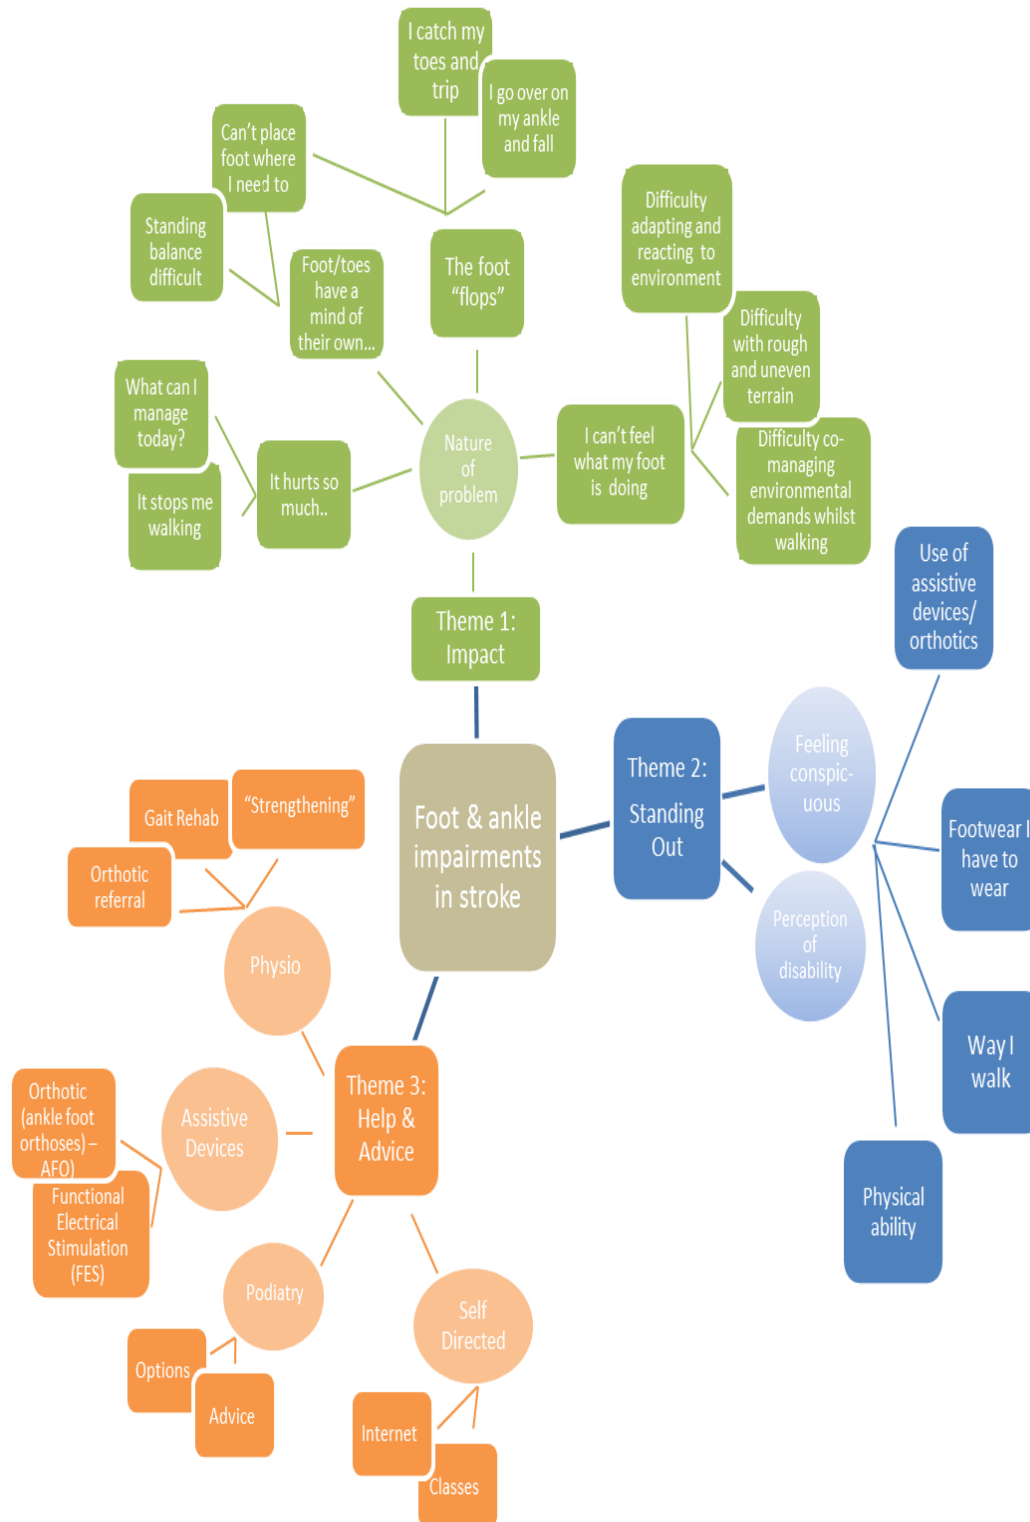 I catch my
toes and
trip
I go over on
my ankle
and fall
Can't place
foot where
I need to
Standing
balance
difficult
Foot/toes
have a
mind of
their own...
The foot
"flops"
Difficulty
adapting and
reacting to
environment
Difficulty
with rough
and uneven
terrain
Difficulty co-
managing
environmental
demands whilst
walking
What can I
manage
today?
It stops me
walking
It hurts so
much..
Nature
of
problem
I can't feel
what my foot
is doing
Theme 1:
Impact
Use of
assistive
devices/
orthotics
Feeling
conspic-
uous
Theme 2:
Standing
Out
Foot & ankle
impairments
in stroke
Footwear I
have to
wear
Perception
of
disability
Way I
walk
Physical
ability
"Strengthening"
Gait Rehab
Orthotic
referral
Physio
Theme 3:
Help &
Advice
Assistive
Devices
Orthotic
(ankle foot
orthoses) –
AFO)
Functional
Electrical
Stimulation
(FES)
Podiatry
Options
Advice
Self
Directed
Internet
Classes